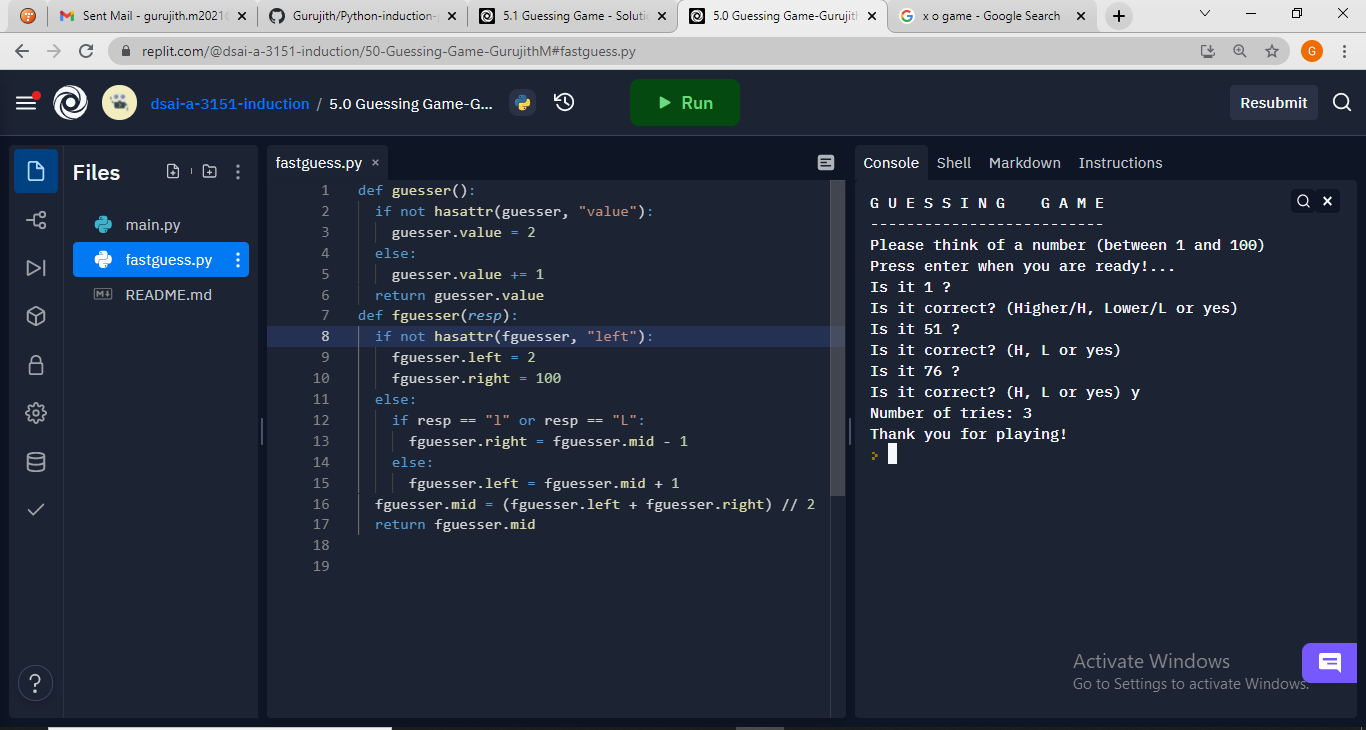 Sent Mail - gurujith.m2021
Gurujith/Python-induction-
5.1 Guessing Game - Soluti
5.0 Guessing Game-Gurujith
x o game - Google Search
replit.com/@dsai-a-3151-induction/50-Guessing-Game-GurujithM#fastguess.py
G
dsai-a-3151-induction / 5.0 Guessing Game-G...
Run
Resubmit
Files
main.py
fastguess.py
README.md
fastguess.py
1 def guesser():
2 if not hasattr(guesser, "value"):
3 guesser.value = 2
4 else:
5 guesser.value += 1
6 return guesser.value
7 def fguesser(resp):
8 if not hasattr(fguesser, "left"):
9 fguesser.left = 2
10 fguesser.right = 100
11 else:
12 if resp == "l" or resp == "L":
13 fguesser.right = fguesser.mid - 1
14 else:
15 fguesser.left = fguesser.mid + 1
16 fguesser.mid = (fguesser.left + fguesser.right) // 2
17 return fguesser.mid
18
19
Console Shell Markdown Instructions
G U E S S I N G   G A M E
--------------------------
Please think of a number (between 1 and 100)
Press enter when you are ready!...
Is it 1 ?
Is it correct? (Higher/H, Lower/L or yes)
Is it 51 ?
Is it correct? (H, L or yes)
Is it 76 ?
Is it correct? (H, L or yes) y
Number of tries: 3
Thank you for playing!
>
Activate Windows
Go to Settings to activate Windows.
?